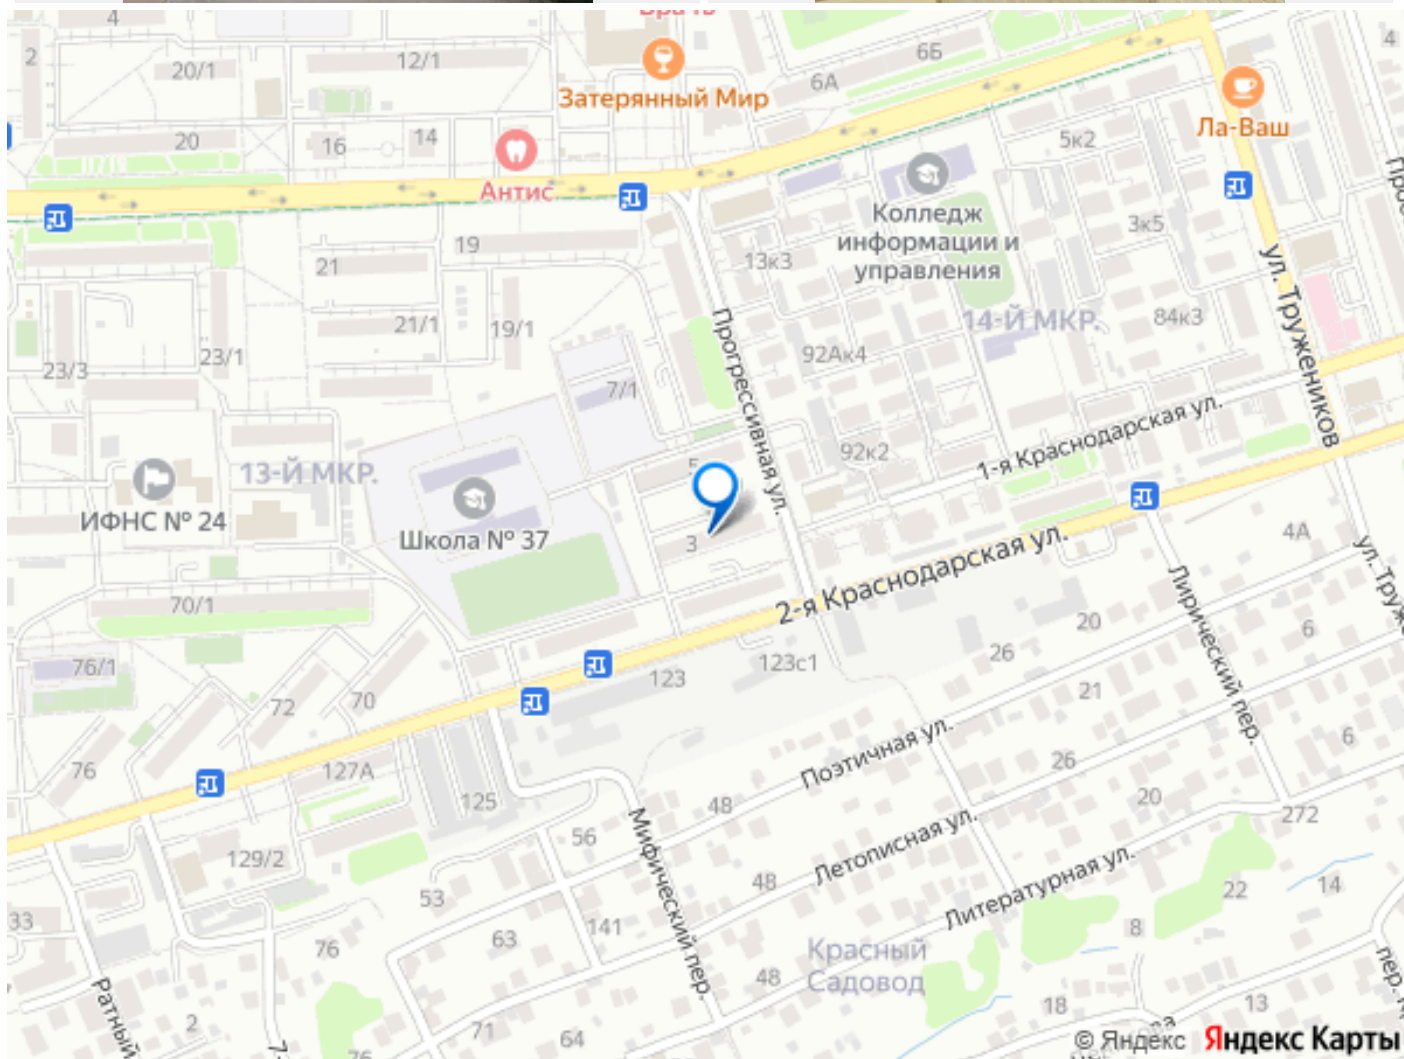 4
2
20/1
12/1
6Б
6А
4
Затерянный Мир
Ла-Ваш
20
16
14
5к2
Антис
Колледж
информации и
управления
3к5
19
21
13к3
ул. Тружеников
21/1
19/1
14-Й МКР.
84к3
Прогрессивная ул.
23/3
23/1
92Ак4
7/1
1-я Краснодарская ул.
92к2
13-Й МКР.
5
ИФНС № 24
Школа № 37
3
2-я Краснодарская ул.
4А
70/1
Лирический пер.
20
6
76/1
123
123с1
26
21
72
70
Поэтичная ул.
6
76
127А
26
125
48
20
272
56
Мифический пер.
Летописная ул.
129/2
48
Литературная ул.
53
22
14
33
141
8
76
63
Красный
Садовод
48
Ратный
18
13
2
71
64
76
© Яндекс Яндекс Карты